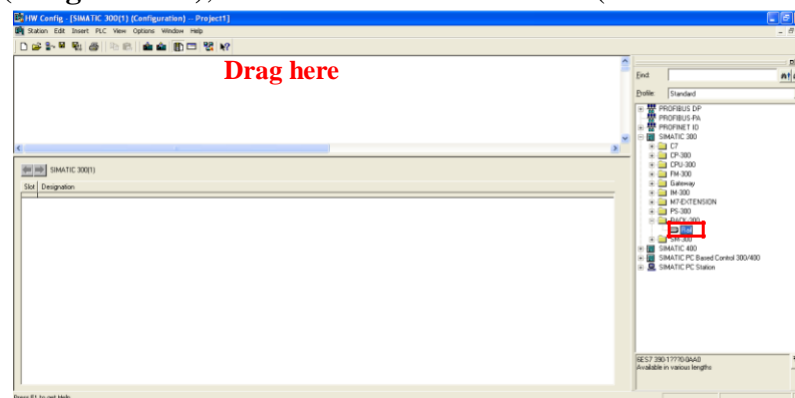 HW Config - [SIMATIC 300(1) (Configuration) -- Project1]
Station Edit Insert PLC View Options Window Help
Drag here
Find:
Profile: Standard
PROFIBUS DP
PROFIBUS-PA
PROFINET IO
SIMATIC 300
C7
CP-300
CPU-300
FM-300
Gateway
IM-300
M7-EXTENSION
PS-300
RACK-300
Rail
SM-300
SIMATIC 400
SIMATIC PC Based Control 300/400
SIMATIC PC Station
SIMATIC 300(1)
Slot Designation
6ES7 390-1???0-0AA0
Available in various lengths
Press F1 to get Help.